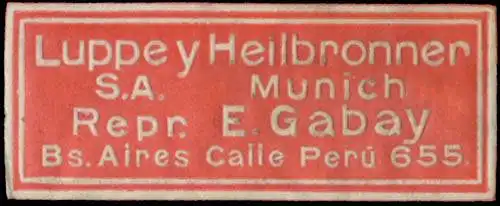 Luppe y Heilbronner
S.A. Munich
Repr. E. Gabay
Bs. Aires Calle Perú 655.